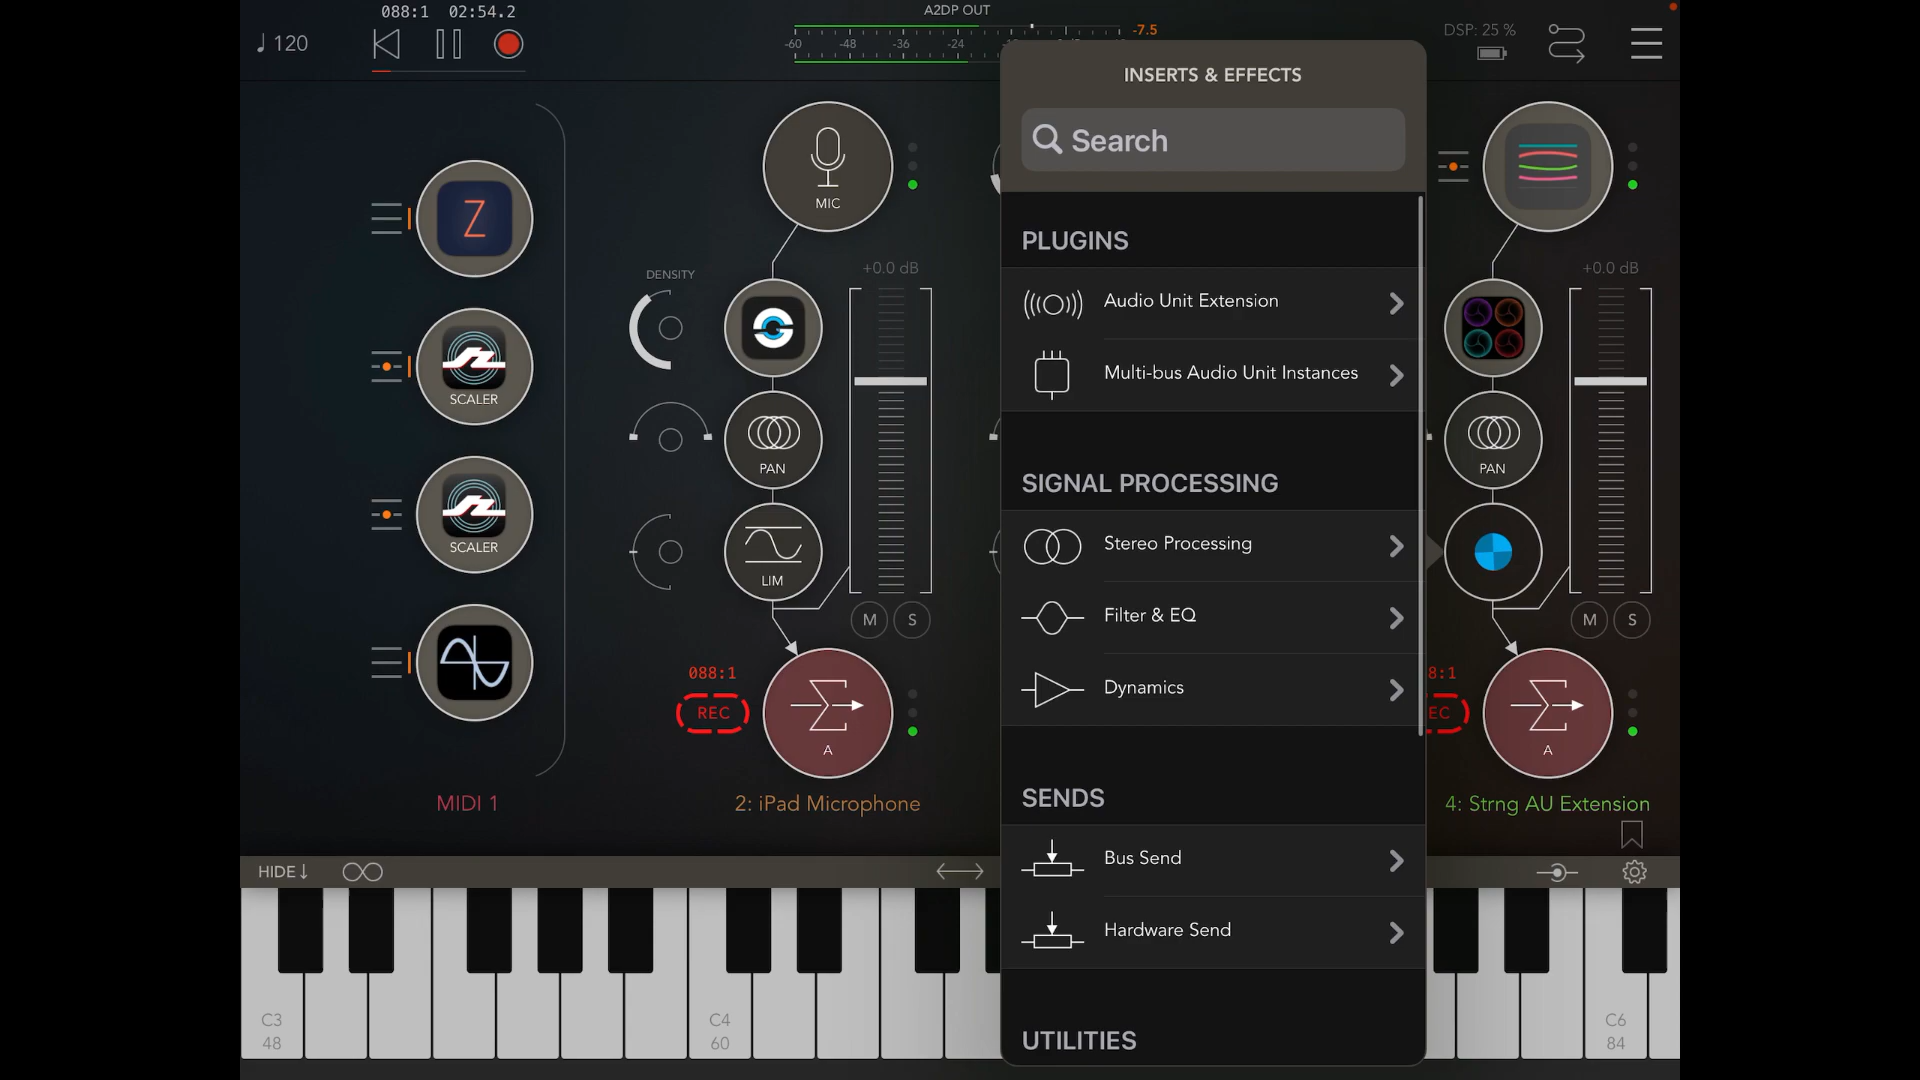 088:1 02:54.2
A2DP OUT
120
-60 -48 -36 -24
-7.5
DSP: 25 %
INSERTS & EFFECTS
Search
PLUGINS
Audio Unit Extension
Multi-bus Audio Unit Instances
SIGNAL PROCESSING
Stereo Processing
Filter & EQ
Dynamics
SENDS
Bus Send
Hardware Send
UTILITIES
Z
SCALER
SCALER
MIDI 1
MIC
DENSITY
+0.0 dB
PAN
LIM
M S
088:1
REC
A
2: iPad Microphone
+0.0 dB
PAN
M S
8:1
EC
A
4: Strng AU Extension
HIDE↓
C3
48
C4
60
C6
84